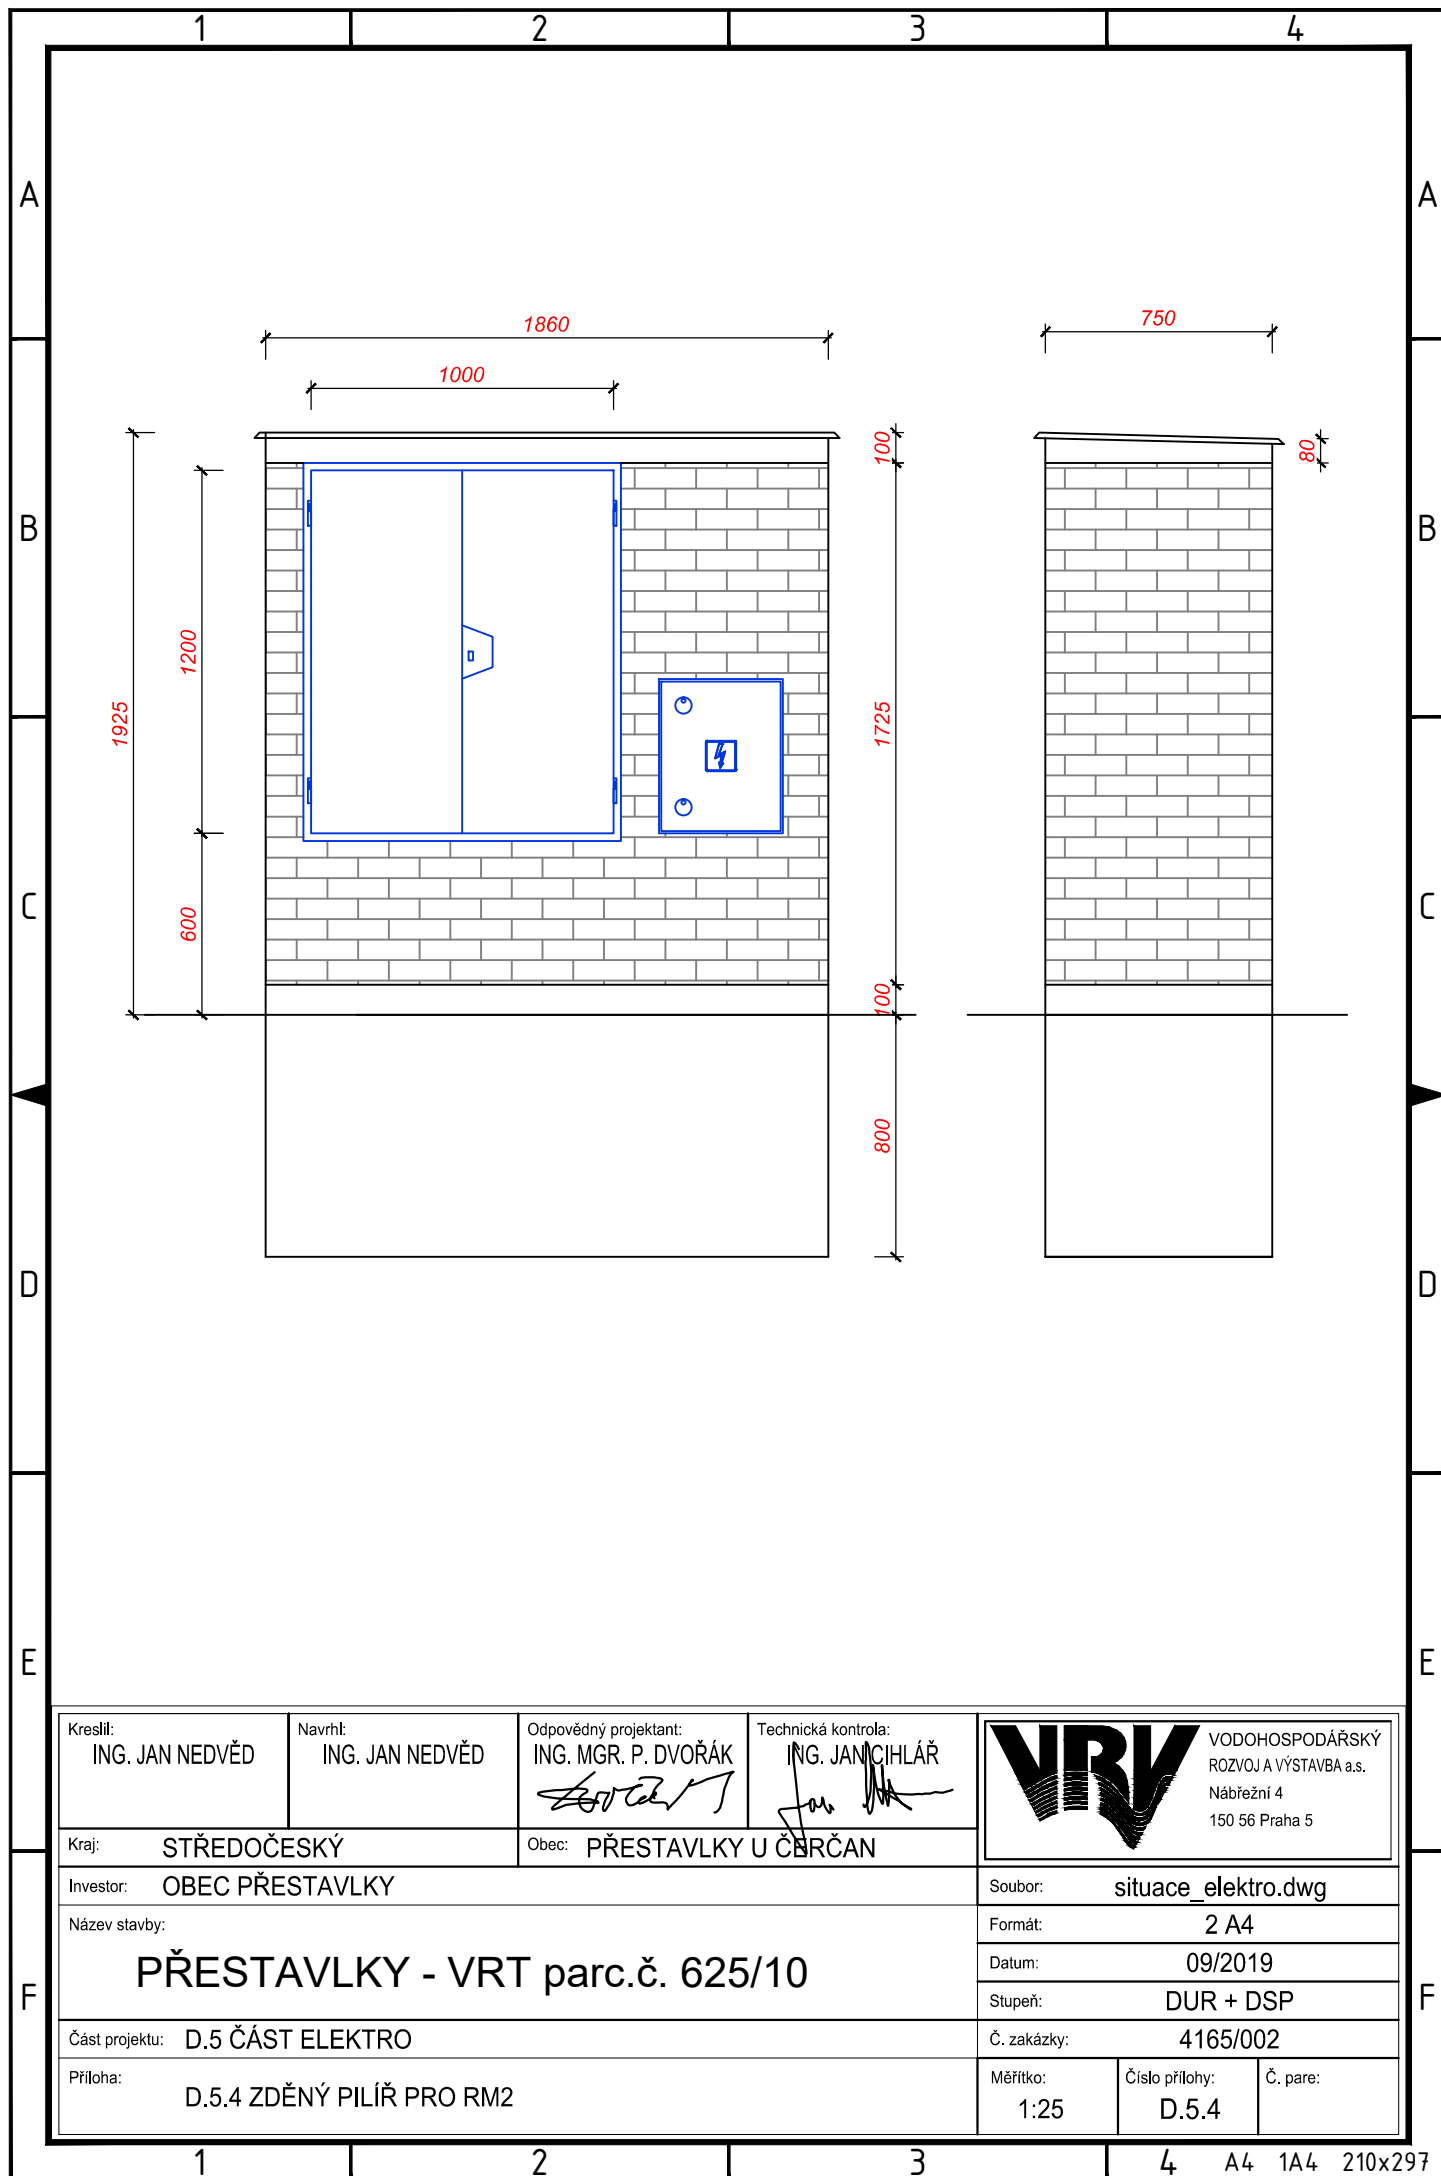 1 2 3 4
A A
B B
C C
D D
E E
F F
1860
750
1000
100
80
1200
1925
1725
600
100
800
Kreslil:
ING. JAN NEDVĚD
Navrhl:
ING. JAN NEDVĚD
Odpovědný projektant:
ING. MGR. P. DVOŘÁK
Technická kontrola:
ING. JAN CIHLÁŘ
VRV
VODOHOSPODÁŘSKÝ
ROZVOJ A VÝSTAVBA a.s.
Nábřežní 4
150 56 Praha 5
Kraj: STŘEDOČESKÝ
Obec: PŘESTAVLKY U ČERČAN
Investor: OBEC PŘESTAVLKY
Soubor: situace_elektro.dwg
Název stavby:
PŘESTAVLKY - VRT parc.č. 625/10
Formát: 2 A4
Datum: 09/2019
Stupeň: DUR + DSP
Část projektu: D.5 ČÁST ELEKTRO
Č. zakázky: 4165/002
Příloha:
D.5.4 ZDĚNÝ PILÍŘ PRO RM2
Měřítko:
1:25
Číslo přílohy:
D.5.4
Č. pare:
1 2 3 4 A4 1A4 210x297